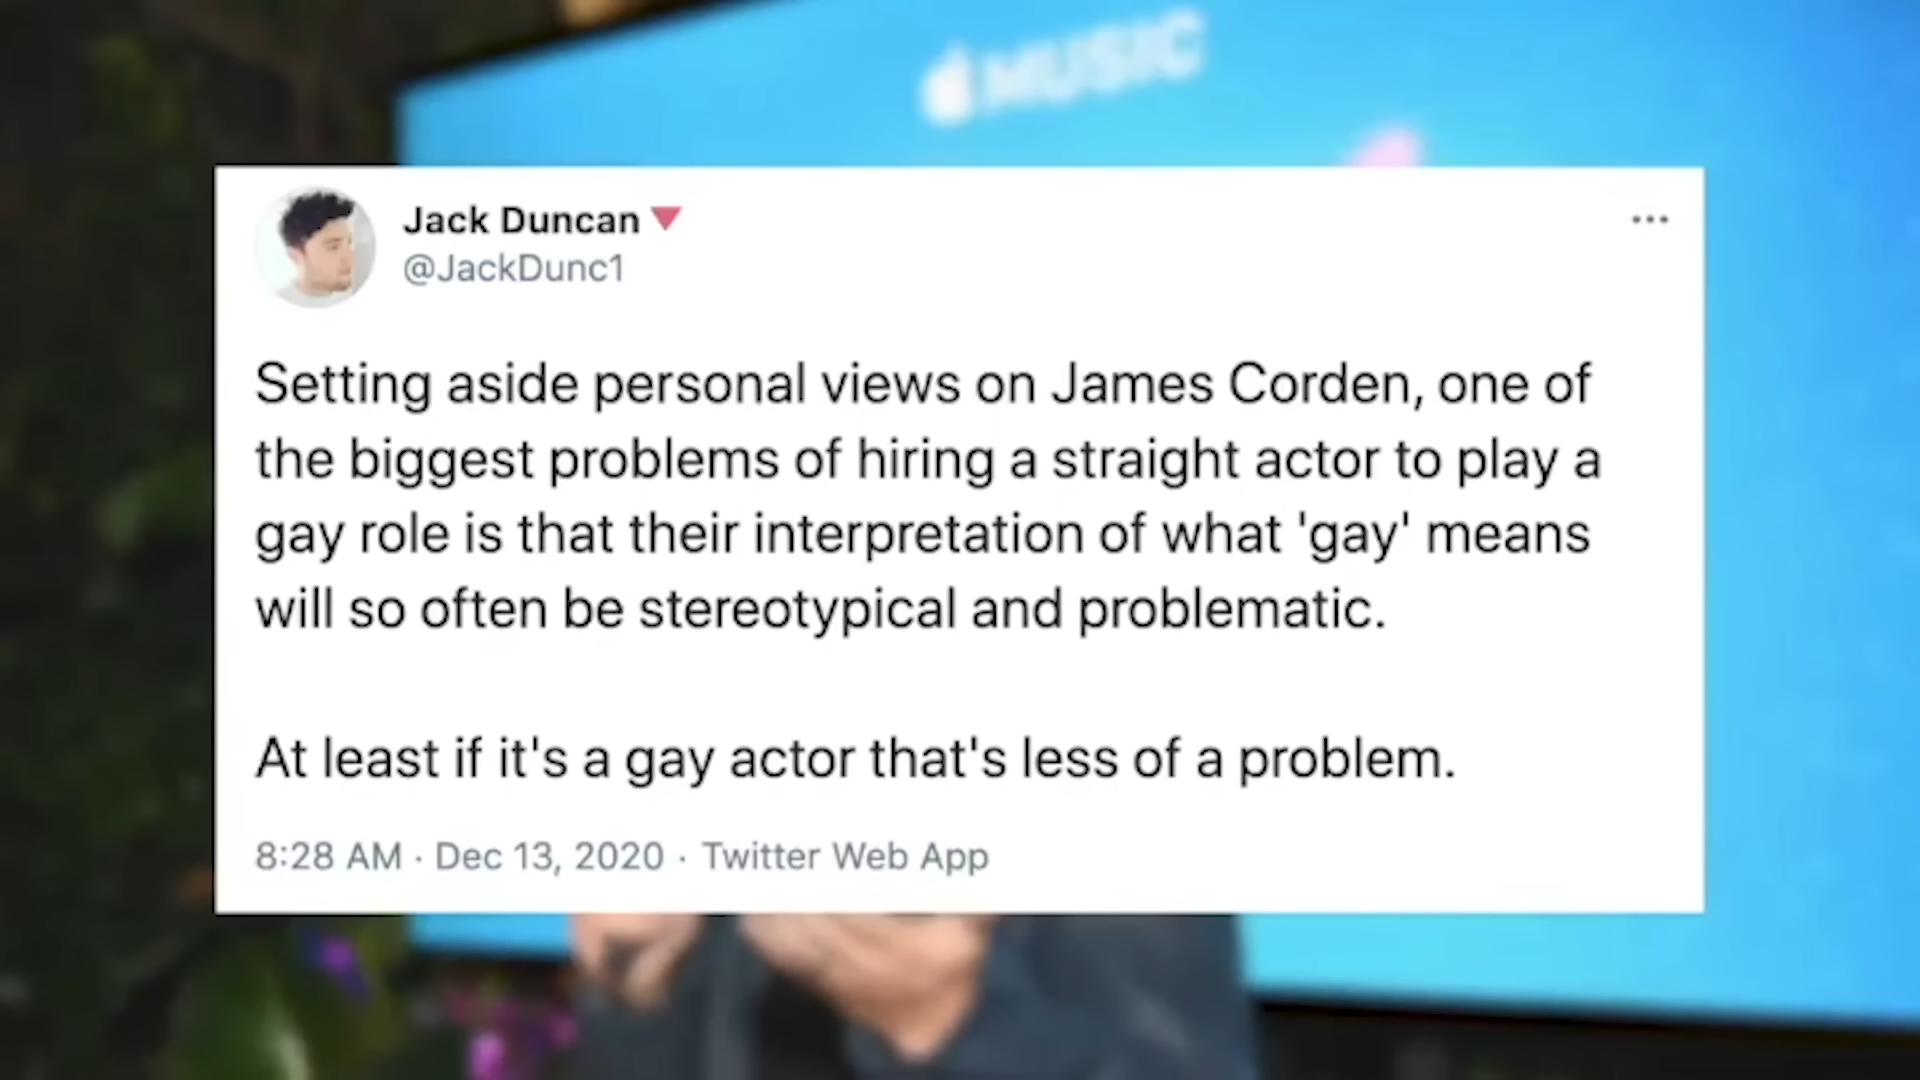 MUSIC
Jack Duncan
@JackDunc1
Setting aside personal views on James Corden, one of
the biggest problems of hiring a straight actor to play a
gay role is that their interpretation of what 'gay' means
will so often be stereotypical and problematic.
At least if it's a gay actor that's less of a problem.
8:28 AM · Dec 13, 2020 · Twitter Web App